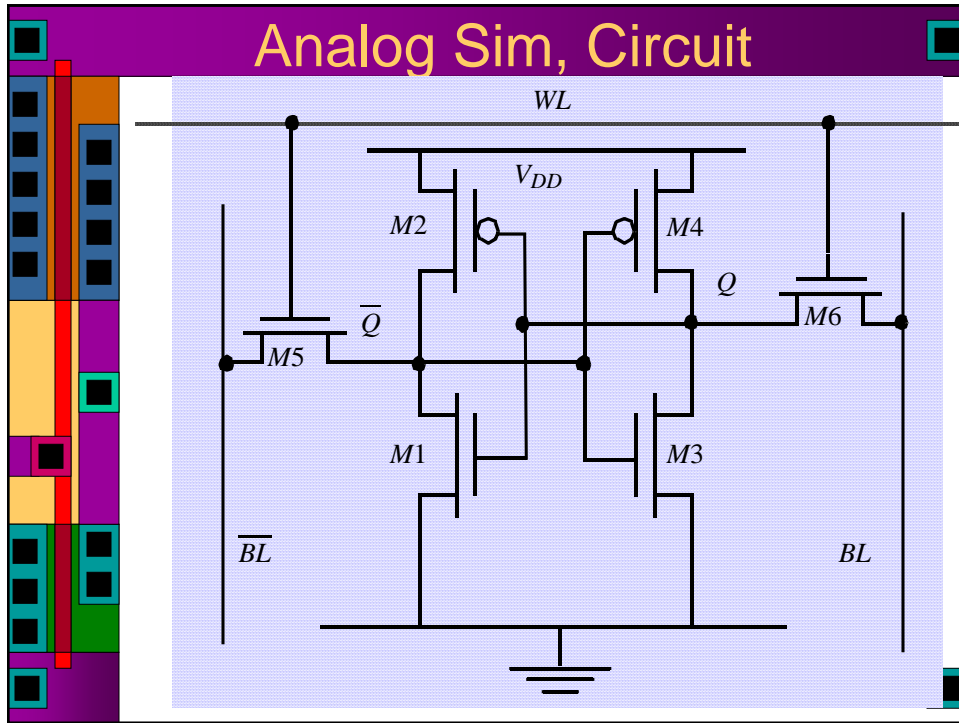 Analog Sim, Circuit
WL
V_DD
M2
M4
Q
Q̅
M6
M5
M1
M3
B̅L̅
BL